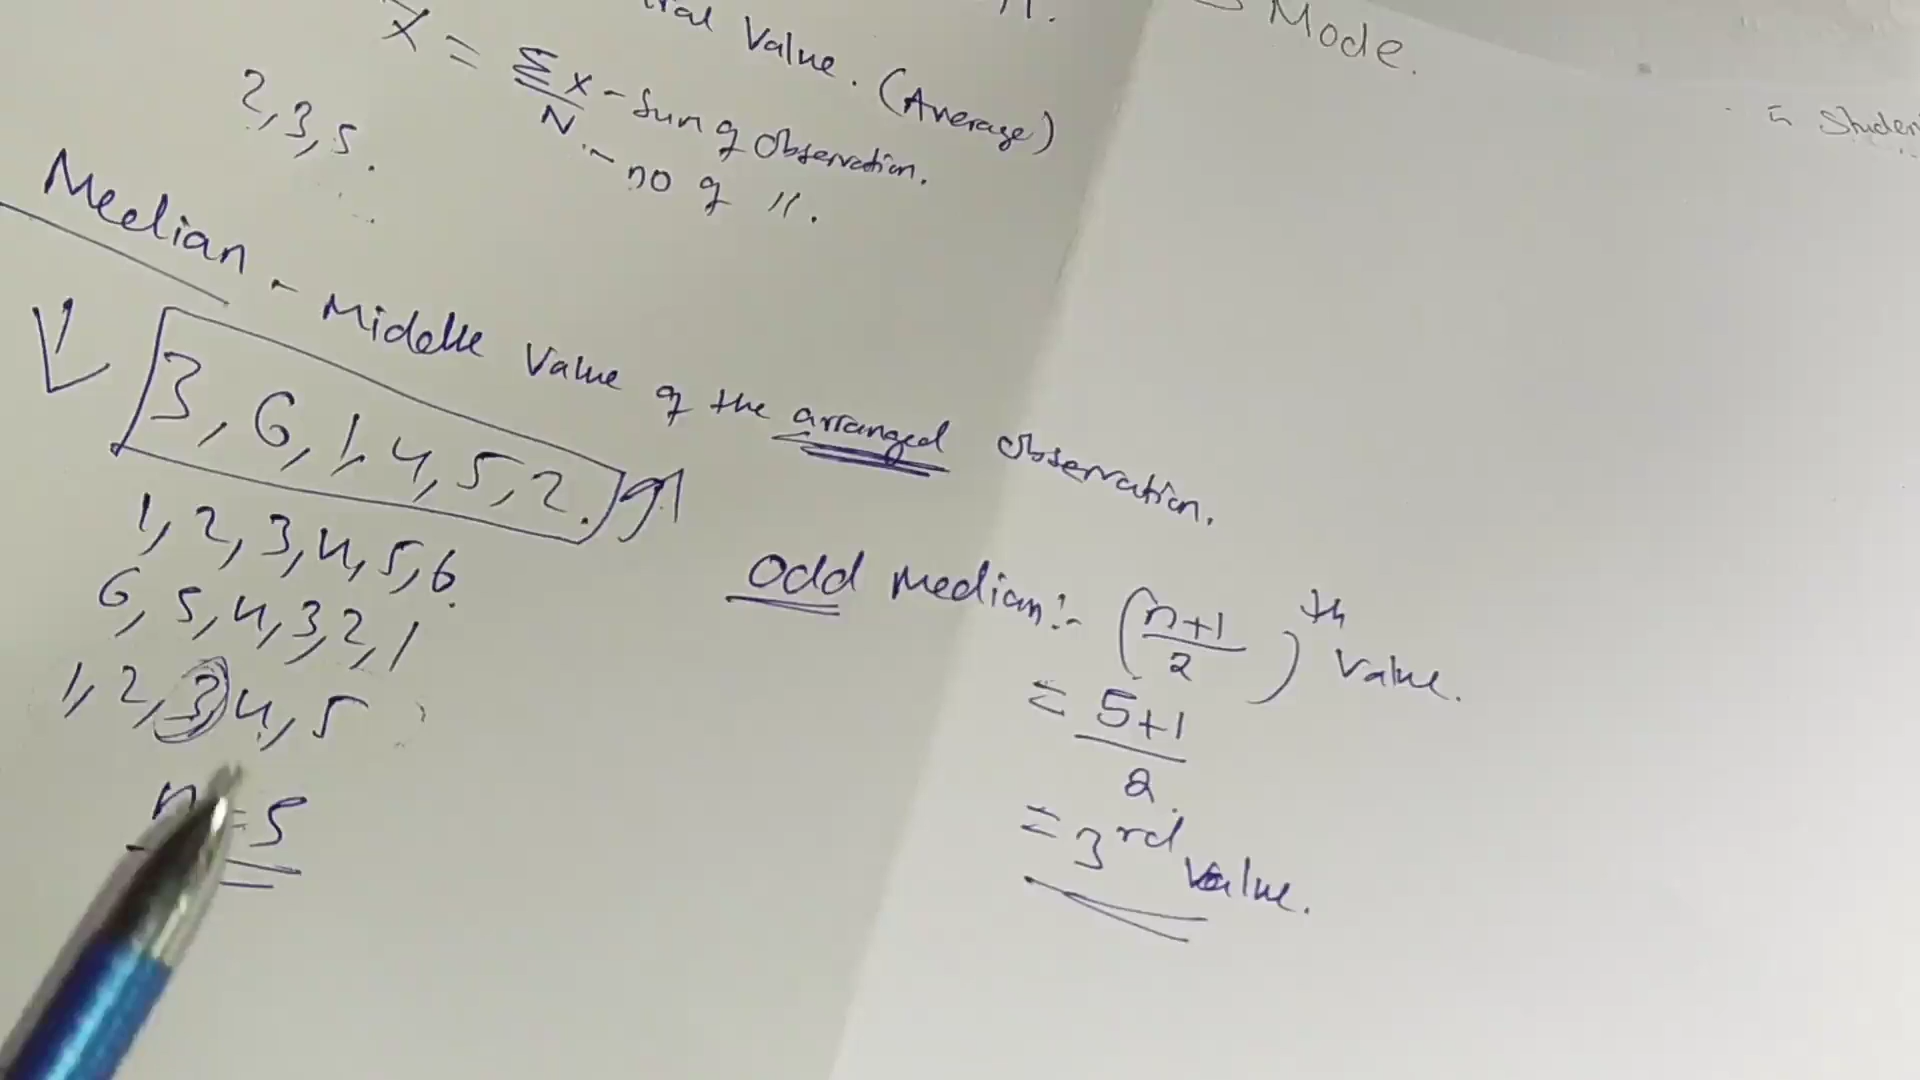 Mode.
Value. (Average)
x̄ = Σx - Sum of Observation.
N - no of 〃.
2, 3, 5.
Median - Middle Value of the arranged Observation.
3, 6, 1, 4, 5, 2.
1, 2, 3, 4, 5, 6.
6, 5, 4, 3, 2, 1
1, 2, 3, 4, 5
n = 5
Odd Median:- (n+1
2)th Value.
= 5+1
2.
= 3rd Value.